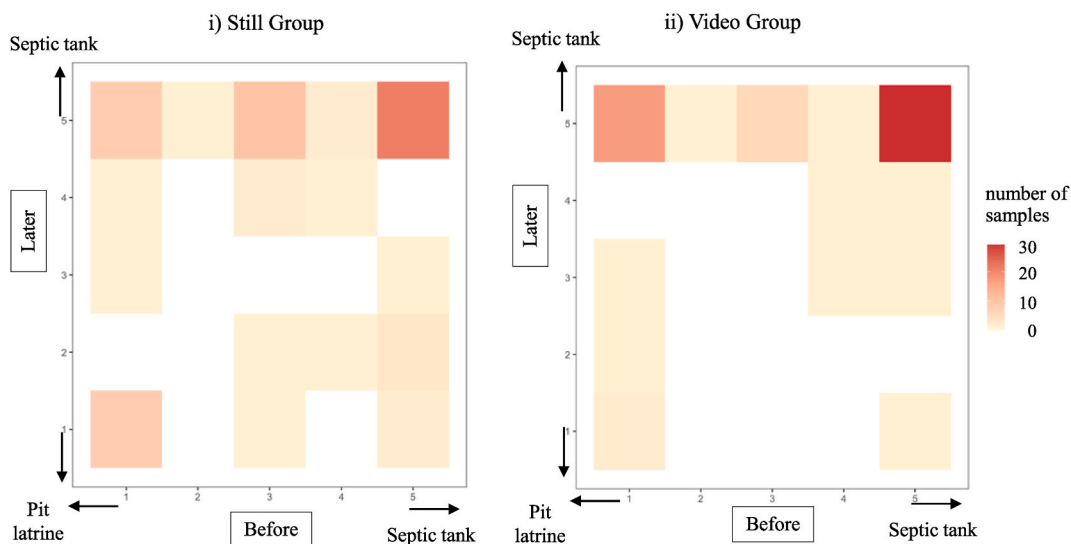 i) Still Group
Septic tank
5
4
Later
3
2
1
1 2 3 4 5
Pit
latrine
Before
Septic tank
ii) Video Group
Septic tank
5
4
Later
3
2
1
1 2 3 4 5
Pit
latrine
Before
Septic tank
number of
samples
30
20
10
0